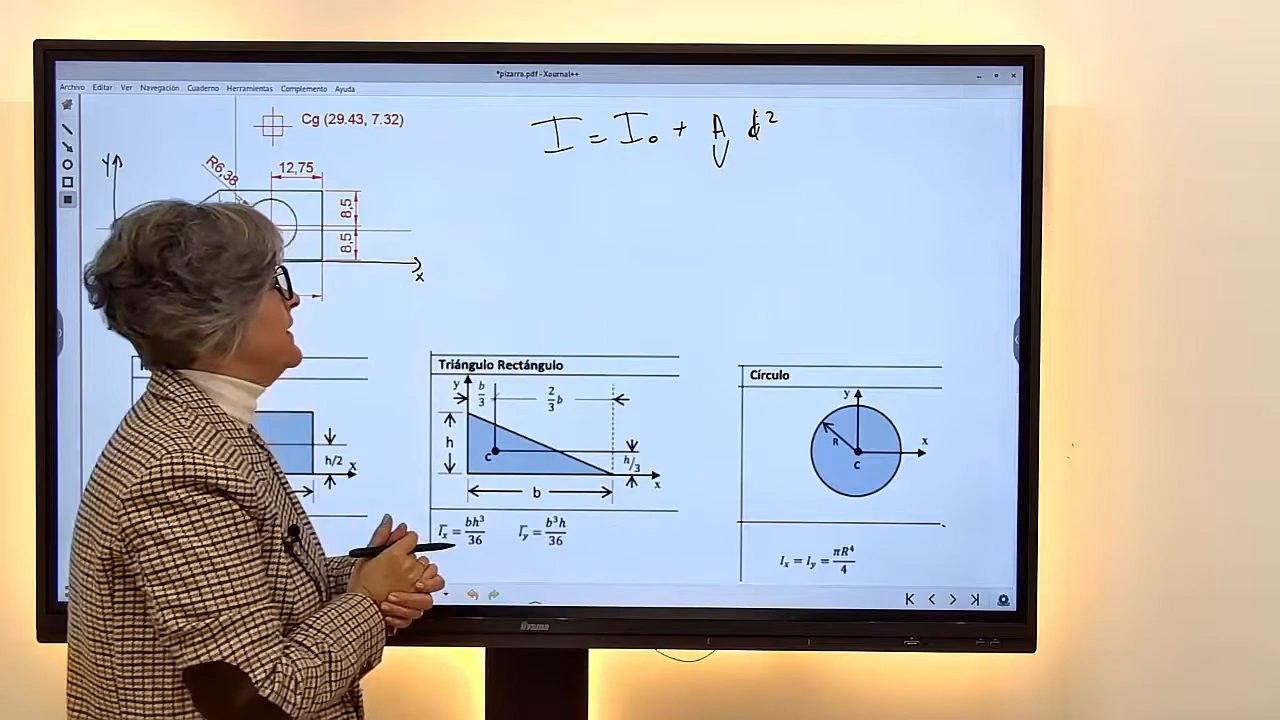 *pizarra.pdf - Xournal++
Archivo Editar Ver Navegación Cuaderno Herramientas Complemento Ayuda
Cg (29.43, 7.32)
I = I₀ + A d²
y
R6,38
12,75
8,5
8,5
x
Triángulo Rectángulo
y b/3 2/3 b
h
c
h/3
x
b
I̅x = bh³/36 I̅y = b³h/36
Círculo
y
R
x
C
Ix = Iy = πR⁴/4
h/2
x
iiyama